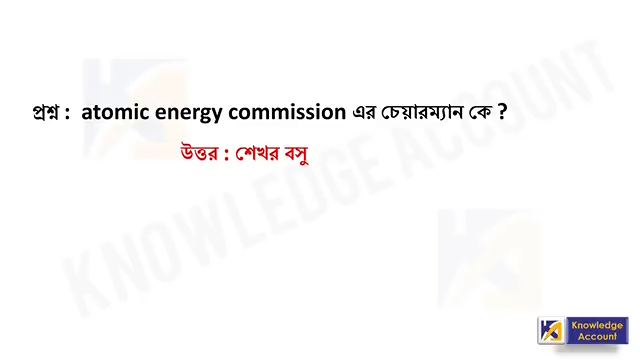 প্রশ্ন : atomic energy commission এর চেয়ারম্যান কে ?
উত্তর : শেখর বসু
KNOWLEDGE ACCOUNT
Knowledge
Account